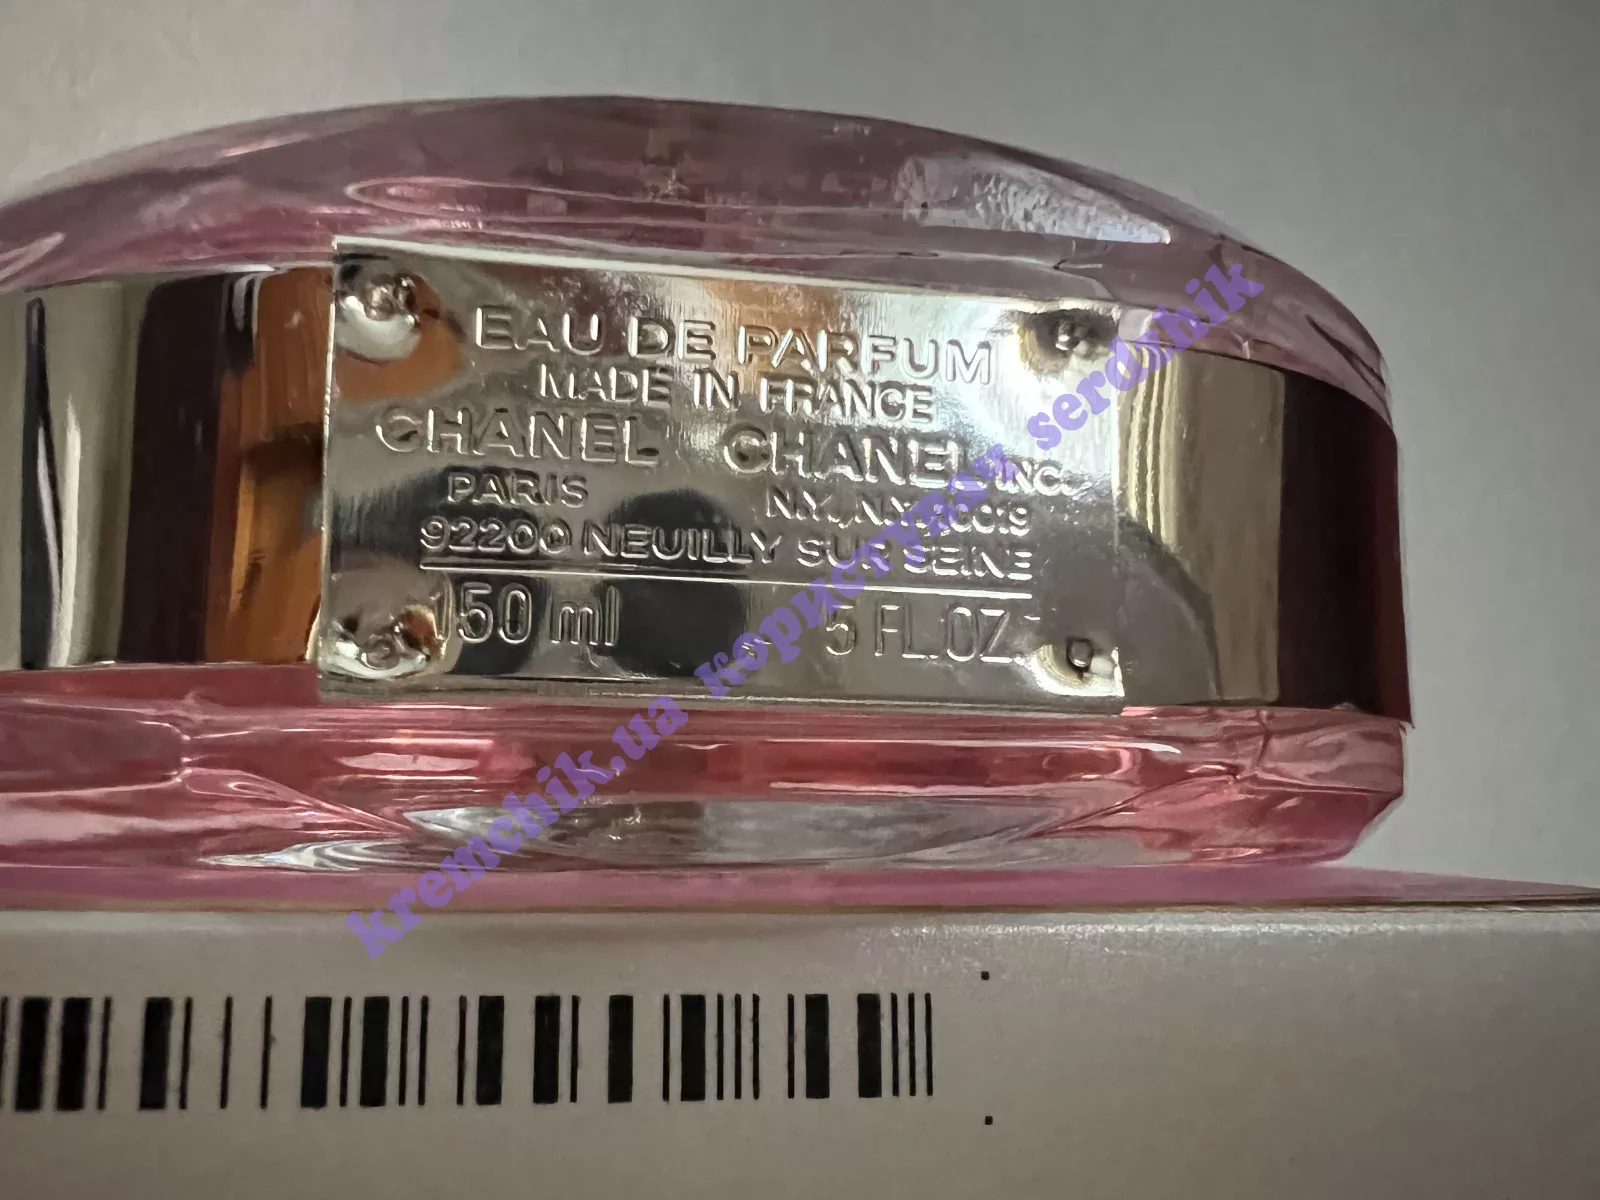 EAU DE PARFUM
MADE IN FRANCE
CHANEL CHANEL INC.
PARIS N.Y., N.Y. 10019
92200 NEUILLY SUR SEINE
150 ml 5 FL.OZ.
kremchik.ua користувач serdzhik